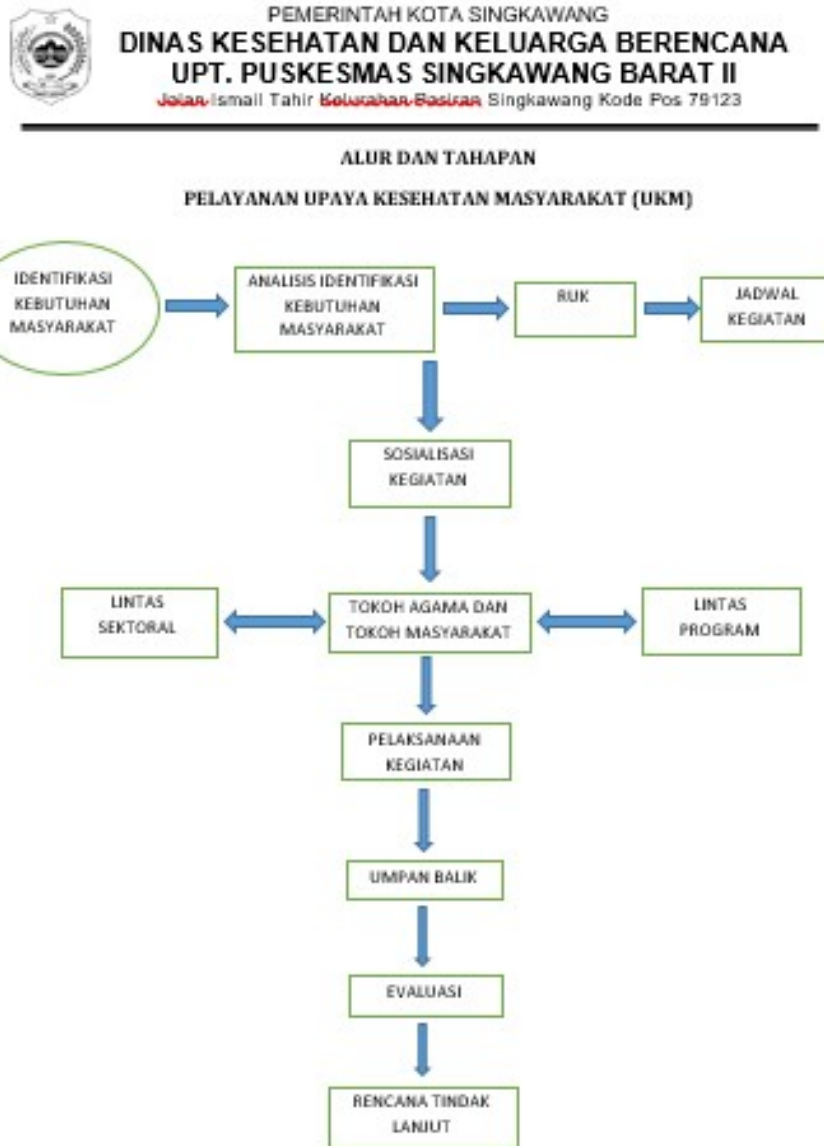 PEMERINTAH KOTA SINGKAWANG
DINAS KESEHATAN DAN KELUARGA BERENCANA
UPT. PUSKESMAS SINGKAWANG BARAT II
Jalan Ismail Tahir Kelurahan Pasiran Singkawang Kode Pos 79123
ALUR DAN TAHAPAN
PELAYANAN UPAYA KESEHATAN MASYARAKAT (UKM)
IDENTIFIKASI
KEBUTUHAN
MASYARAKAT
ANALISIS IDENTIFIKASI
KEBUTUHAN
MASYARAKAT
RUK
JADWAL
KEGIATAN
SOSIALISASI
KEGIATAN
LINTAS
SEKTORAL
TOKOH AGAMA DAN
TOKOH MASYARAKAT
LINTAS
PROGRAM
PELAKSANAAN
KEGIATAN
UMPAN BALIK
EVALUASI
RENCANA TINDAK
LANJUT